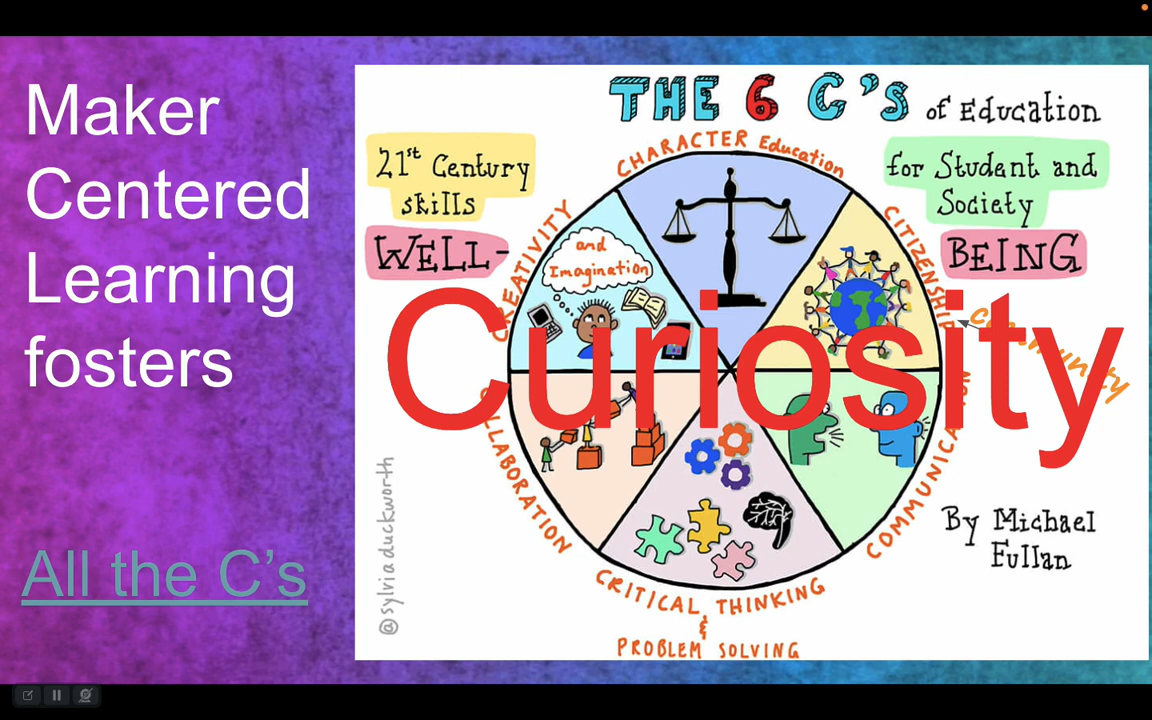 Maker
Centered
Learning
fosters
All the C's
THE 6 C'S of Education
21st Century
skills
WELL-
for Student and
Society
BEING
CHARACTER Education
CREATIVITY
and
Imagination
CITIZENSHIP
community
Curiosity
COLLABORATION
COMMUNICATION
CRITICAL THINKING
&
PROBLEM SOLVING
By Michael
Fullan
@sylviaduckworth